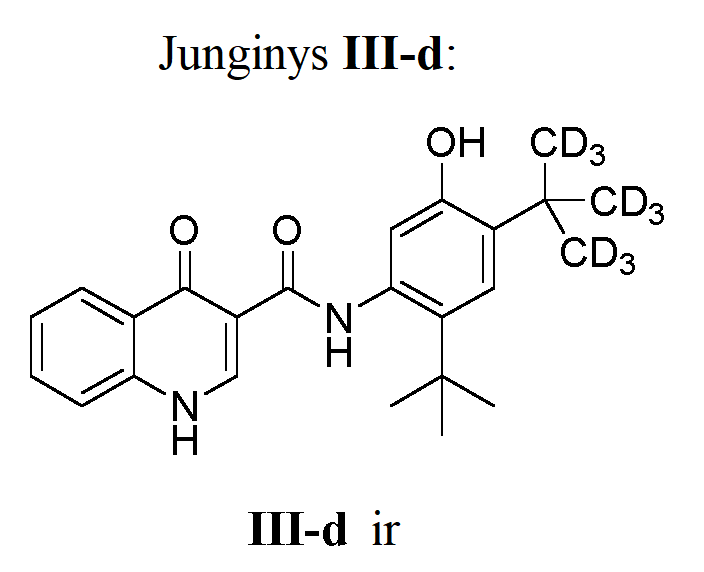 Junginys III-d:
OH CD3
O O CD3
CD3
N
H
N
H
III-d ir